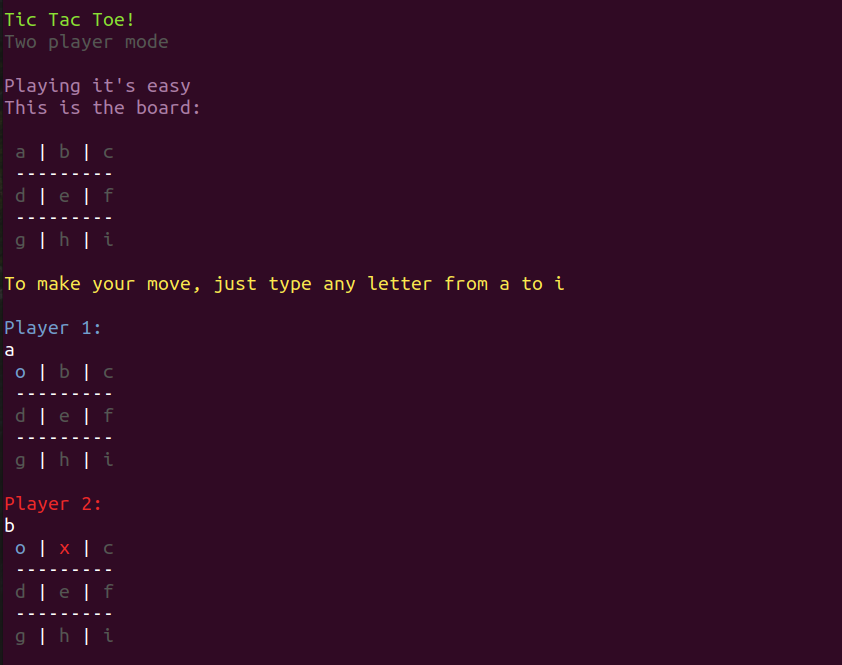 Tic Tac Toe!
Two player mode
Playing it's easy
This is the board:
a | b | c
---------
d | e | f
---------
g | h | i
To make your move, just type any letter from a to i
Player 1:
a
o | b | c
---------
d | e | f
---------
g | h | i
Player 2:
b
o | x | c
---------
d | e | f
---------
g | h | i